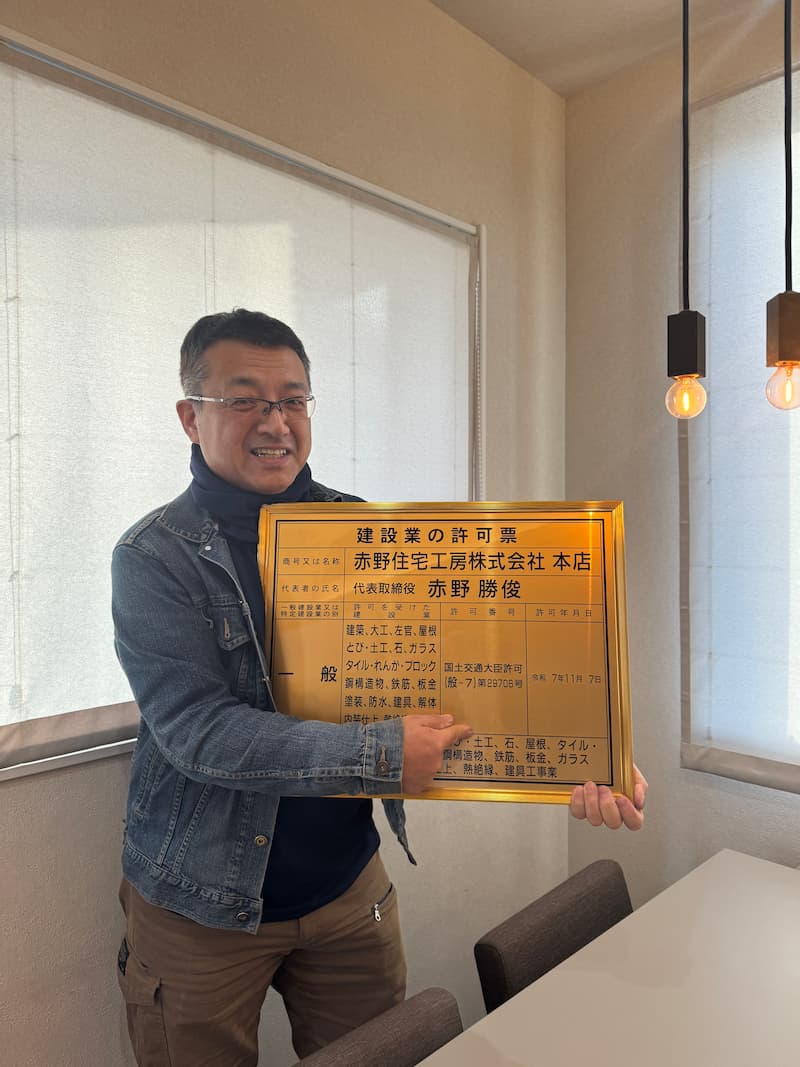 建設業の許可票
商号又は名称 赤野住宅工房株式会社 本店
代表者の氏名 代表取締役 赤野 勝俊
一般建設業又は
特定建設業の別
許可を受けた
建設業
許可番号
許可年月日
一般
建築、大工、左官、屋根
とび・土工、石、ガラス
タイル・れんが・ブロック
鋼構造物、鉄筋、板金
塗装、防水、建具、解体
内装仕上
国土交通大臣許可
(般-7)第29706号
令和 7年11月 7日
とび・土工、石、屋根、タイル・
鋼構造物、鉄筋、板金、ガラス
上、熱絶縁、建具工事業